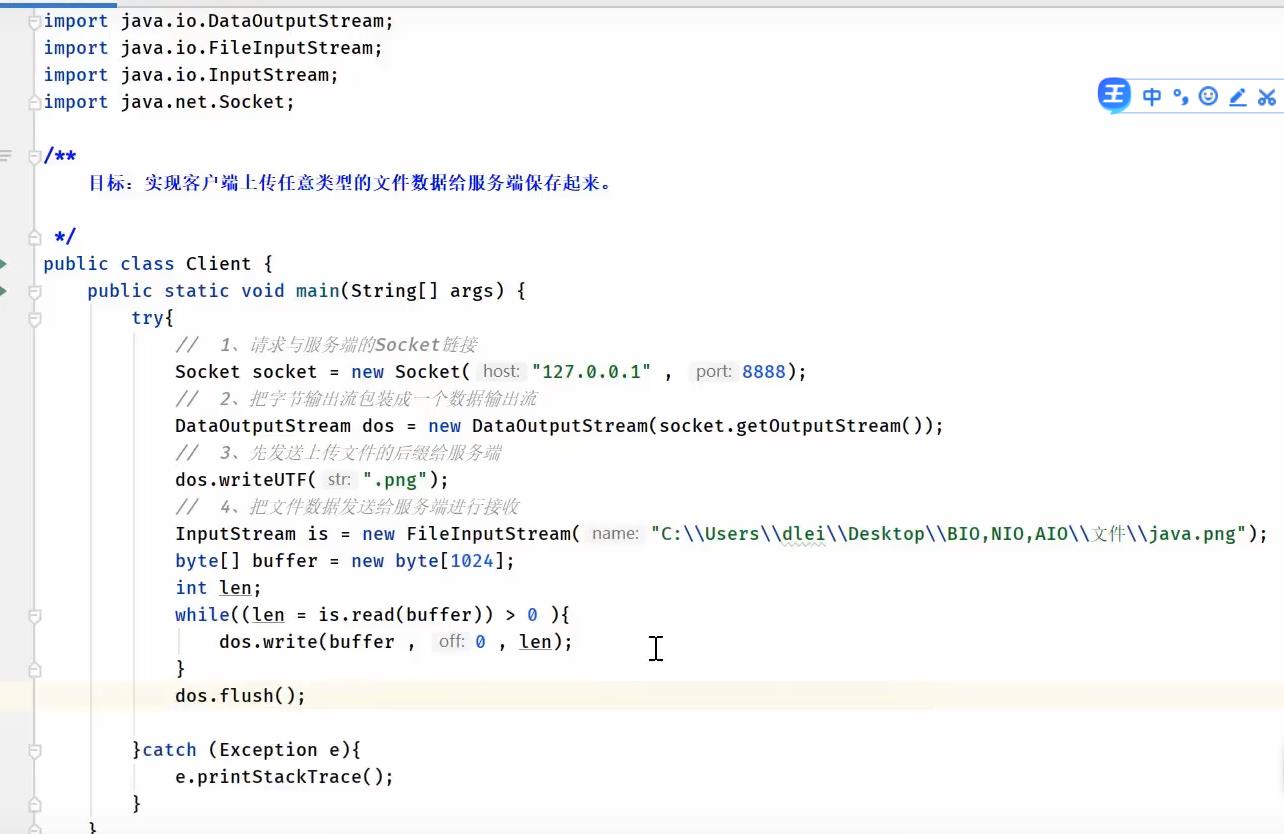 import java.io.DataOutputStream;
import java.io.FileInputStream;
import java.io.InputStream;
import java.net.Socket;
王 中 °,
/**
目标：实现客户端上传任意类型的文件数据给服务端保存起来。
*/
public class Client {
public static void main(String[] args) {
try{
// 1、请求与服务端的Socket链接
Socket socket = new Socket( host: "127.0.0.1" , port: 8888);
// 2、把字节输出流包装成一个数据输出流
DataOutputStream dos = new DataOutputStream(socket.getOutputStream());
// 3、先发送上传文件的后缀给服务端
dos.writeUTF( str: ".png");
// 4、把文件数据发送给服务端进行接收
InputStream is = new FileInputStream( name: "C:\\Users\\dlei\\Desktop\\BIO,NIO,AIO\\文件\\java.png");
byte[] buffer = new byte[1024];
int len;
while((len = is.read(buffer)) > 0 ){
dos.write(buffer , off: 0 , len);
}
dos.flush();
}catch (Exception e){
e.printStackTrace();
}
}